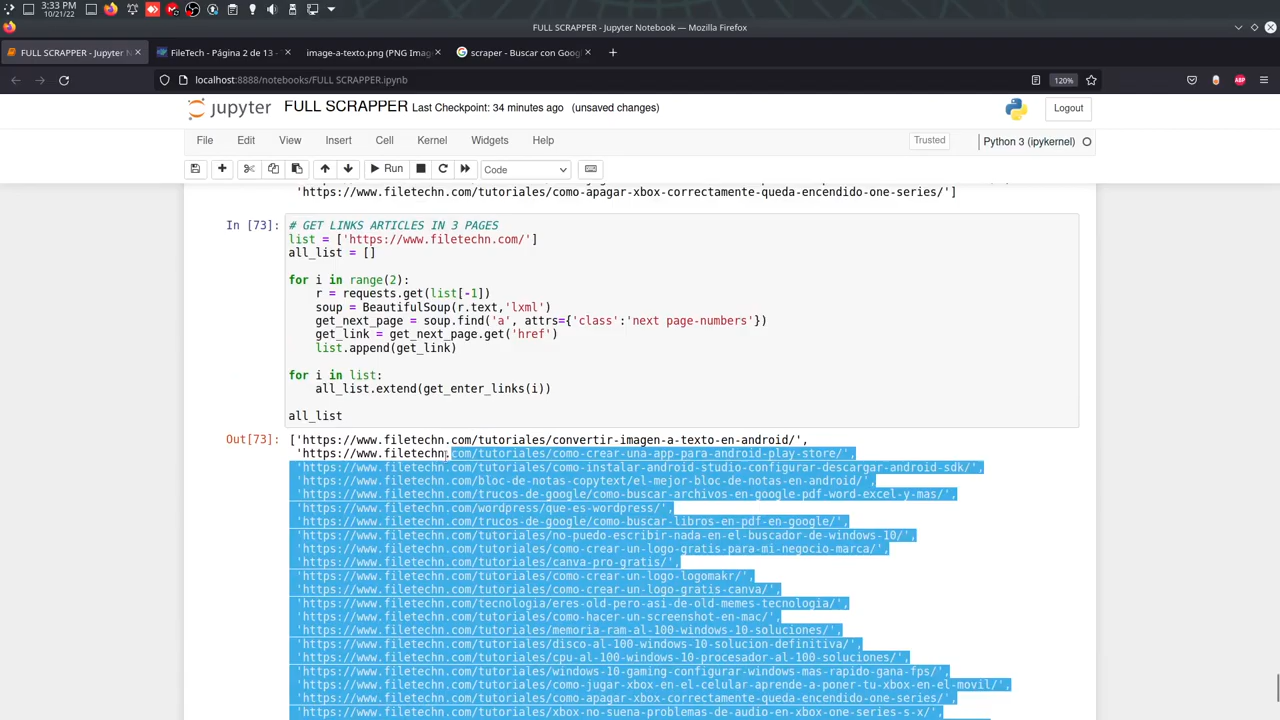 3:33 PM
10/21/22
FULL SCRAPPER - Jupyter Notebook — Mozilla Firefox
FULL SCRAPPER - Jupyter N
FileTech - Página 2 de 13 -
image-a-texto.png (PNG Imag
scraper - Buscar con Goog
localhost:8888/notebooks/FULL SCRAPPER.ipynb
120%
ABP
jupyter FULL SCRAPPER Last Checkpoint: 34 minutes ago (unsaved changes)
Logout
File Edit View Insert Cell Kernel Widgets Help
Trusted
Python 3 (ipykernel)
Run
Code
'https://www.filetechn.com/tutoriales/como-apagar-xbox-correctamente-queda-encendido-one-series/']
In [73]: # GET LINKS ARTICLES IN 3 PAGES
list = ['https://www.filetechn.com/']
all_list = []
for i in range(2):
r = requests.get(list[-1])
soup = BeautifulSoup(r.text,'lxml')
get_next_page = soup.find('a', attrs={'class':'next page-numbers'})
get_link = get_next_page.get('href')
list.append(get_link)
for i in list:
all_list.extend(get_enter_links(i))
all_list
Out[73]: ['https://www.filetechn.com/tutoriales/convertir-imagen-a-texto-en-android/',
'https://www.filetechn.com/tutoriales/como-crear-una-app-para-android-play-store/',
'https://www.filetechn.com/tutoriales/como-instalar-android-studio-configurar-descargar-android-sdk/',
'https://www.filetechn.com/bloc-de-notas-copytext/el-mejor-bloc-de-notas-en-android/',
'https://www.filetechn.com/trucos-de-google/como-buscar-archivos-en-google-pdf-word-excel-y-mas/',
'https://www.filetechn.com/wordpress/que-es-wordpress/',
'https://www.filetechn.com/trucos-de-google/como-buscar-libros-en-pdf-en-google/',
'https://www.filetechn.com/tutoriales/no-puedo-escribir-nada-en-el-buscador-de-windows-10/',
'https://www.filetechn.com/tutoriales/como-crear-un-logo-gratis-para-mi-negocio-marca/',
'https://www.filetechn.com/tutoriales/canva-pro-gratis/',
'https://www.filetechn.com/tutoriales/como-crear-un-logo-logomakr/',
'https://www.filetechn.com/tutoriales/como-crear-un-logo-gratis-canva/',
'https://www.filetechn.com/tecnologia/eres-old-pero-asi-de-old-memes-tecnologia/',
'https://www.filetechn.com/tutoriales/como-hacer-un-screenshot-en-mac/',
'https://www.filetechn.com/tutoriales/memoria-ram-al-100-windows-10-soluciones/',
'https://www.filetechn.com/tutoriales/disco-al-100-windows-10-solucion-definitiva/',
'https://www.filetechn.com/tutoriales/cpu-al-100-windows-10-procesador-al-100-soluciones/',
'https://www.filetechn.com/tutoriales/windows-10-gaming-configurar-windows-mas-rapido-gana-fps/',
'https://www.filetechn.com/tutoriales/como-jugar-xbox-en-el-celular-aprende-a-poner-tu-xbox-en-el-movil/',
'https://www.filetechn.com/tutoriales/como-apagar-xbox-correctamente-queda-encendido-one-series/',
'https://www.filetechn.com/tutoriales/xbox-no-suena-problemas-de-audio-en-xbox-one-series-s-x/',